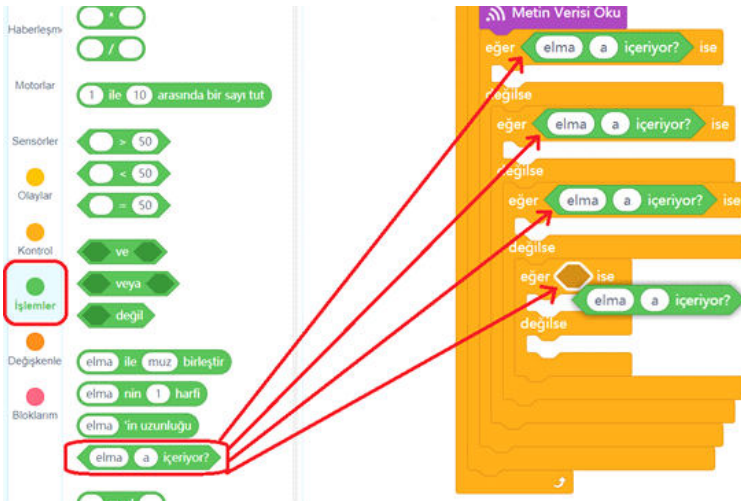 Haberleşm
Motorlar
Sensörler
Olaylar
Kontrol
İşlemler
Değişkenle
Bloklarım
*
/
1 ile 10 arasında bir sayı tut
> 50
< 50
= 50
ve
veya
değil
elma ile muz birleştir
elma nin 1 harfi
elma 'in uzunluğu
elma a içeriyor?
Metin Verisi Oku
eğer elma a içeriyor? ise
değilse
eğer elma a içeriyor? ise
değilse
eğer elma a içeriyor? ise
değilse
eğer ise
elma a içeriyor?
değilse